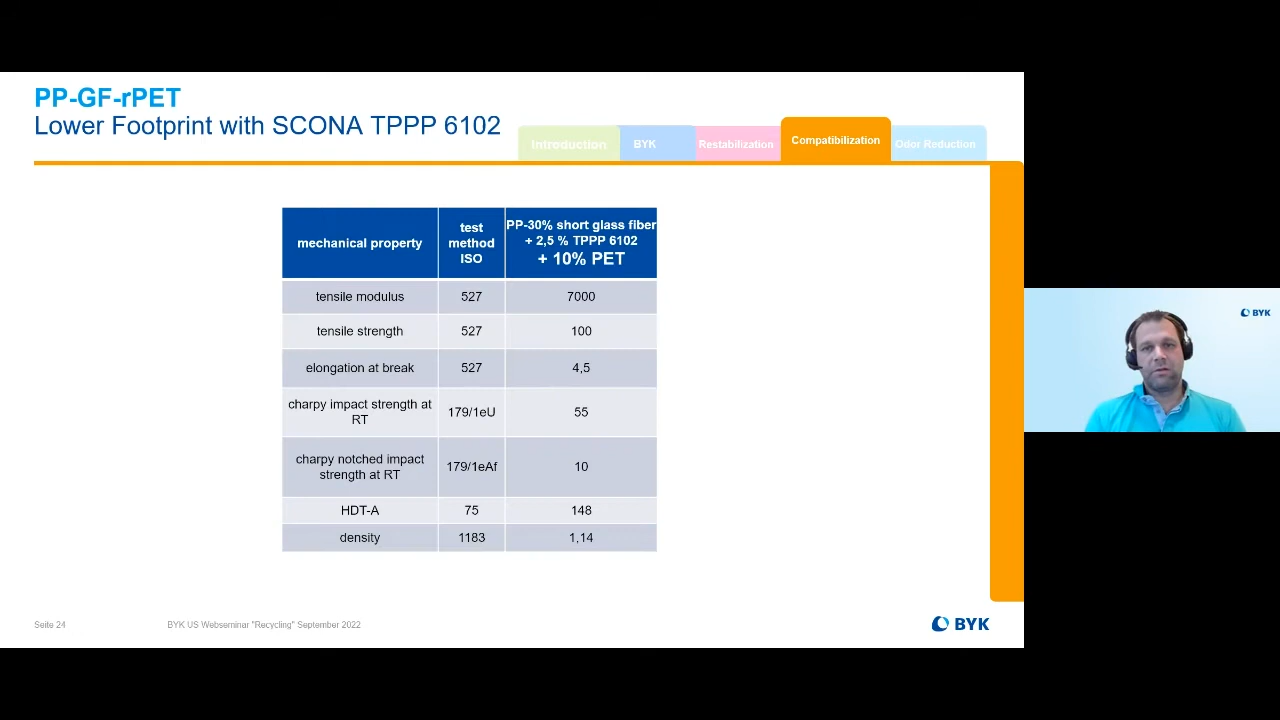 PP-GF-rPET
Lower Footprint with SCONA TPPP 6102
Introduction
BYK
Restabilization
Compatibilization
Odor Reduction
mechanical property
test
method
ISO
PP-30% short glass fiber
+ 2,5 % TPPP 6102
+ 10% PET
tensile modulus 527 7000
tensile strength 527 100
elongation at break 527 4,5
charpy impact strength at
RT
179/1eU 55
charpy notched impact
strength at RT
179/1eAf 10
HDT-A 75 148
density 1183 1,14
Seite 24
BYK US Webseminar "Recycling" September 2022
BYK
BYK